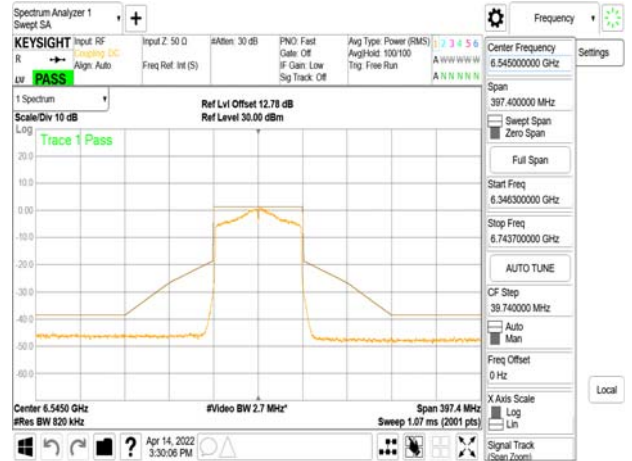 Spectrum Analyzer 1
Swept SA
+
Frequency
KEYSIGHT
Input: RF
Coupling: DC
Align: Auto
Input Z: 50 Ω
Freq Ref: Int (S)
#Atten: 30 dB
PNO: Fast
Gate: Off
IF Gain: Low
Sig Track: Off
Avg Type: Power (RMS)
Avg|Hold: 100/100
Trig: Free Run
1 2 3 4 5 6
A W W W W W
A N N N N N
R
LV PASS
1 Spectrum
Scale/Div 10 dB
Ref Lvl Offset 12.78 dB
Ref Level 30.00 dBm
Log
Trace 1 Pass
20.0
10.0
0.00
-10.0
-20.0
-30.0
-40.0
-50.0
-60.0
Center 6.5450 GHz
#Res BW 820 kHz
#Video BW 2.7 MHz*
Span 397.4 MHz
Sweep 1.07 ms (2001 pts)
Apr 14, 2022
3:30:06 PM
?
Center Frequency
6.545000000 GHz
Settings
Span
397.400000 MHz
Swept Span
Zero Span
Full Span
Start Freq
6.346300000 GHz
Stop Freq
6.743700000 GHz
AUTO TUNE
CF Step
39.740000 MHz
Auto
Man
Freq Offset
0 Hz
X Axis Scale
Log
Lin
Local
Signal Track
(Span Zoom)